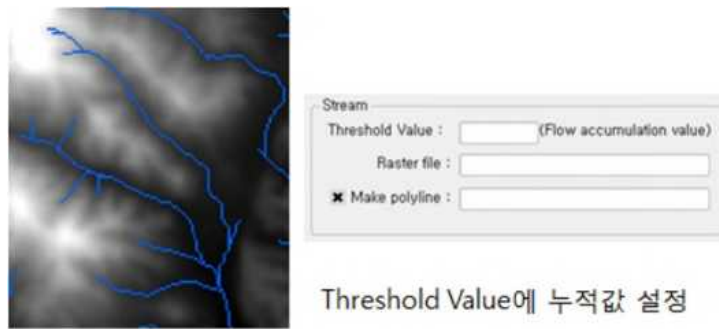 Stream
Threshold Value : (Flow accumulation value)
Raster file :
Make polyline :
Threshold Value에 누적값 설정